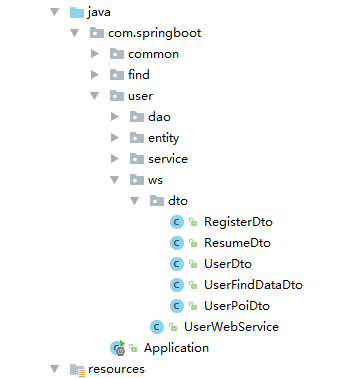 java
com.springboot
common
find
user
dao
entity
service
ws
dto
RegisterDto
ResumeDto
UserDto
UserFindDataDto
UserPoiDto
UserWebService
Application
resources